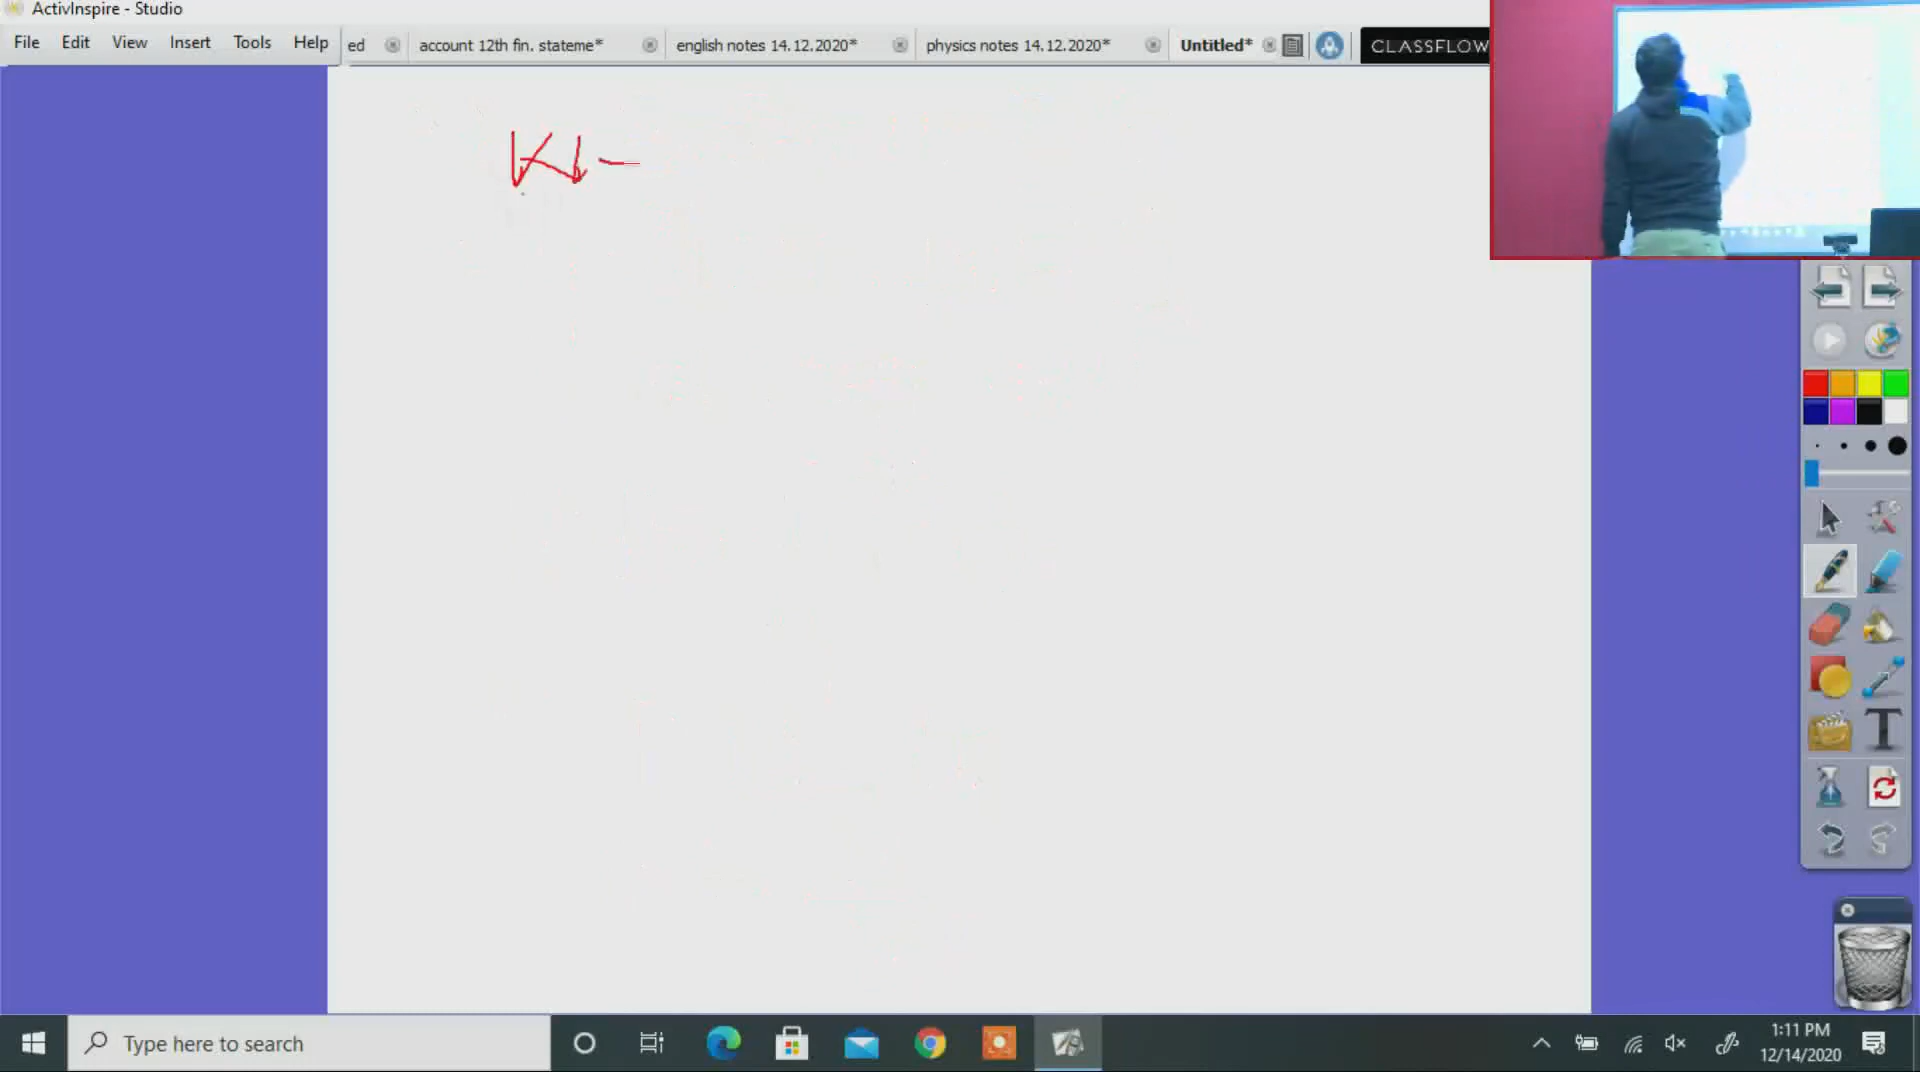 ActivInspire - Studio
File Edit View Insert Tools Help ed account 12th fin. stateme* english notes 14.12.2020* physics notes 14.12.2020* Untitled* CLASSFLOW
T
Type here to search
1:11 PM
12/14/2020